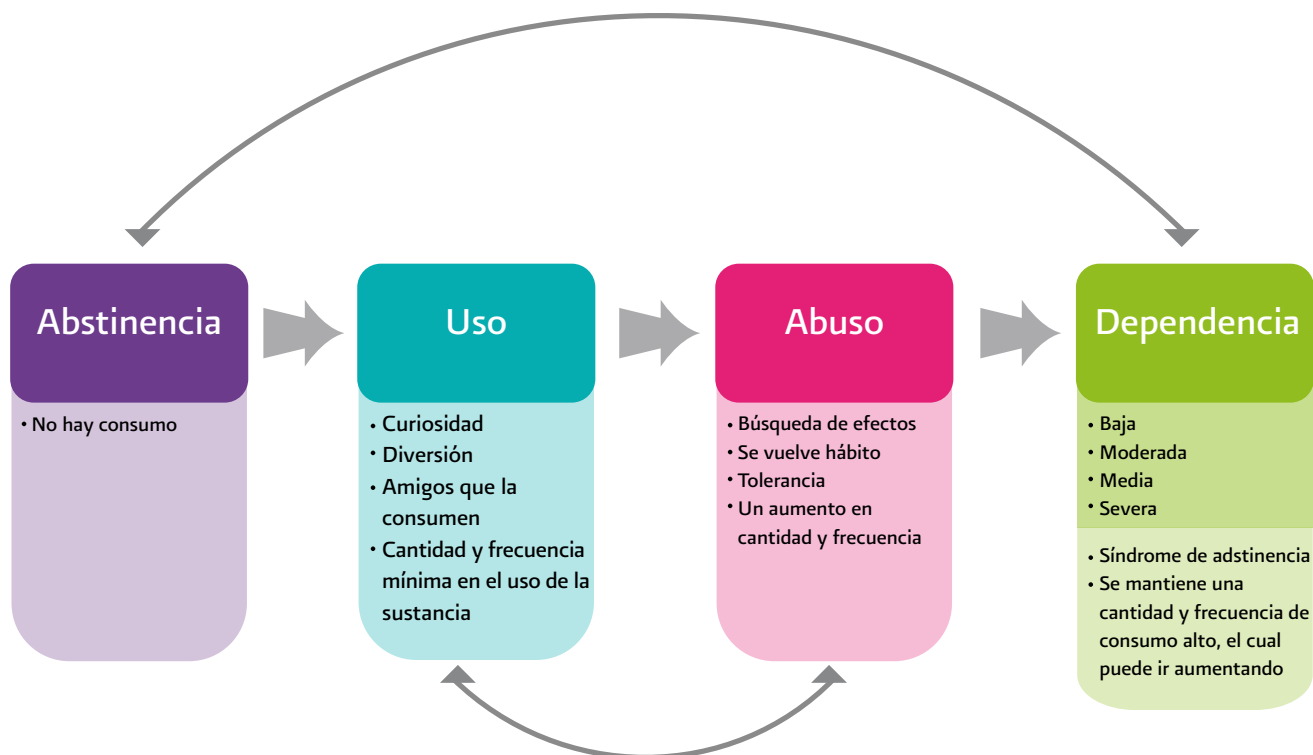 Abstinencia
• No hay consumo
Uso
• Curiosidad
• Diversión
• Amigos que la
consumen
• Cantidad y frecuencia
mínima en el uso de la
sustancia
Abuso
• Búsqueda de efectos
• Se vuelve hábito
• Tolerancia
• Un aumento en
cantidad y frecuencia
Dependencia
• Baja
• Moderada
• Media
• Severa
• Síndrome de adstinencia
• Se mantiene una
cantidad y frecuencia de
consumo alto, el cual
puede ir aumentando